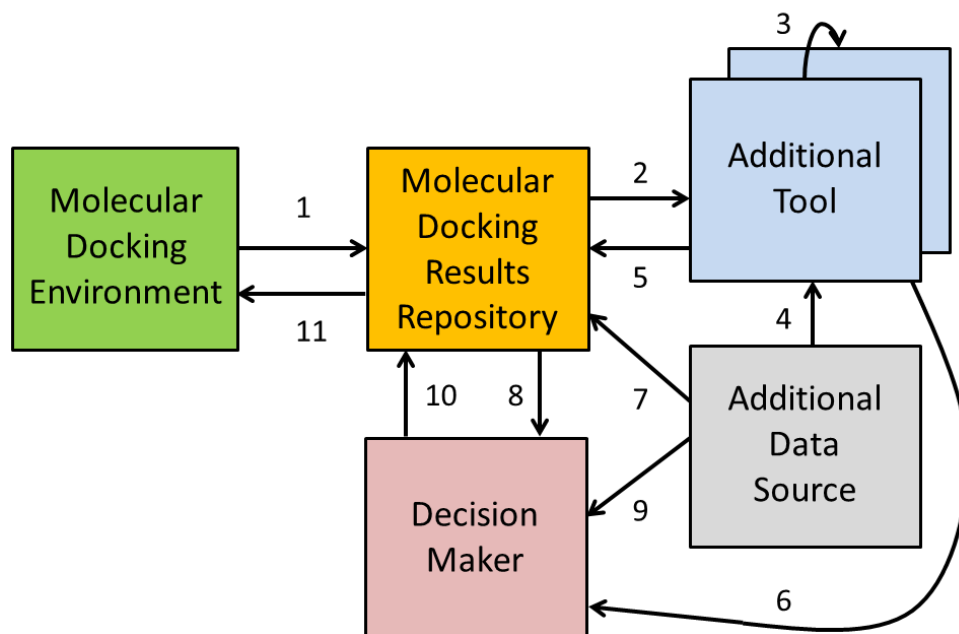 3
Molecular
Docking
Environment
1
11
Molecular
Docking
Results
Repository
2
5
Additional
Tool
4
10
8
7
9
Additional
Data
Source
Decision
Maker
6